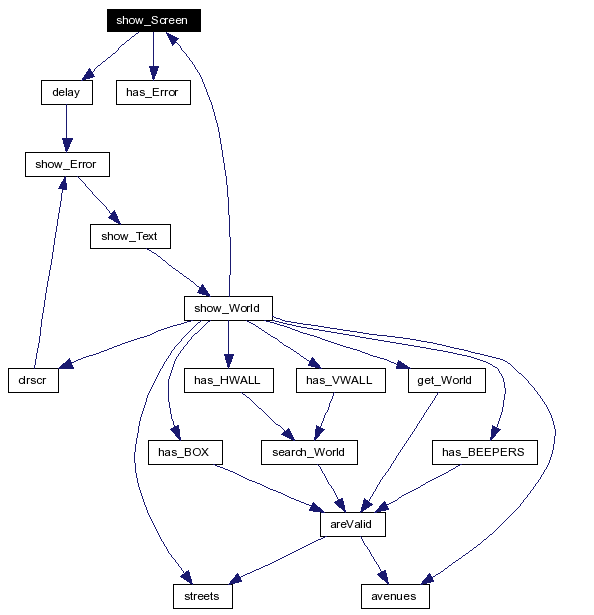 show_Screen
delay
has_Error
show_Error
show_Text
show_World
clrscr
has_HWALL
has_VWALL
get_World
has_BOX
search_World
has_BEEPERS
areValid
streets
avenues